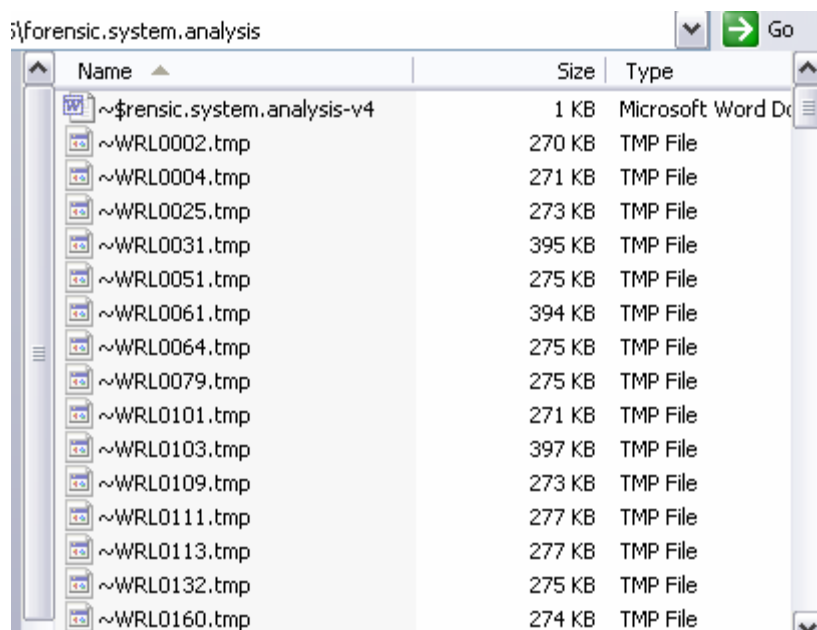 \forensic.system.analysis Go
Name Size Type
~$rensic.system.analysis-v4 1 KB Microsoft Word Do
~WRL0002.tmp 270 KB TMP File
~WRL0004.tmp 271 KB TMP File
~WRL0025.tmp 273 KB TMP File
~WRL0031.tmp 395 KB TMP File
~WRL0051.tmp 275 KB TMP File
~WRL0061.tmp 394 KB TMP File
~WRL0064.tmp 275 KB TMP File
~WRL0079.tmp 275 KB TMP File
~WRL0101.tmp 271 KB TMP File
~WRL0103.tmp 397 KB TMP File
~WRL0109.tmp 273 KB TMP File
~WRL0111.tmp 277 KB TMP File
~WRL0113.tmp 277 KB TMP File
~WRL0132.tmp 275 KB TMP File
~WRL0160.tmp 274 KB TMP File